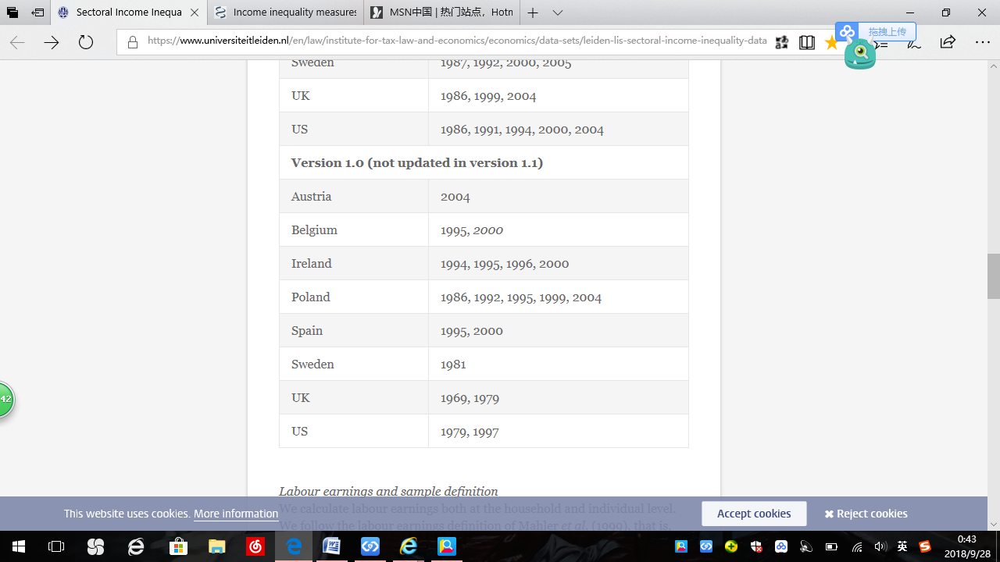 Sectoral Income Inequa
Income inequality measures
MSN中国 | 热门站点，Hotn
https://www.universiteitleiden.nl/en/law/institute-for-tax-law-and-economics/economics/data-sets/leiden-lis-sectoral-income-inequality-data
拖拽上传
Sweden 1987, 1992, 2000, 2005
UK 1986, 1999, 2004
US 1986, 1991, 1994, 2000, 2004
Version 1.0 (not updated in version 1.1)
Austria 2004
Belgium 1995, 2000
Ireland 1994, 1995, 1996, 2000
Poland 1986, 1992, 1995, 1999, 2004
Spain 1995, 2000
Sweden 1981
UK 1969, 1979
US 1979, 1997
42
Labour earnings and sample definition
We calculate labour earnings both at the household and individual level.
We follow the labour earnings definition of Mahler et al. (1999), that is,
This website uses cookies. More information
Accept cookies
✖ Reject cookies
英
0:43
2018/9/28